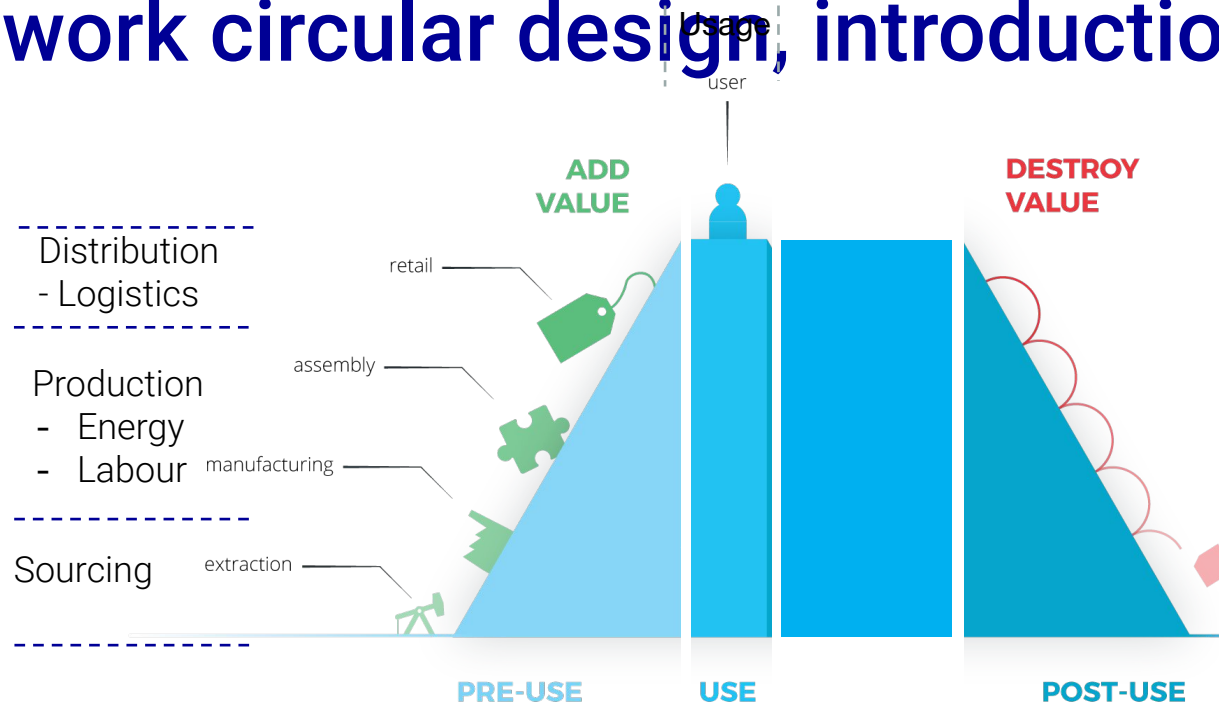 work circular design, introductio
Usage
user
ADD
VALUE
DESTROY
VALUE
Distribution
- Logistics
retail
assembly
Production
- Energy
- Labour
manufacturing
Sourcing
extraction
PRE-USE
USE
POST-USE